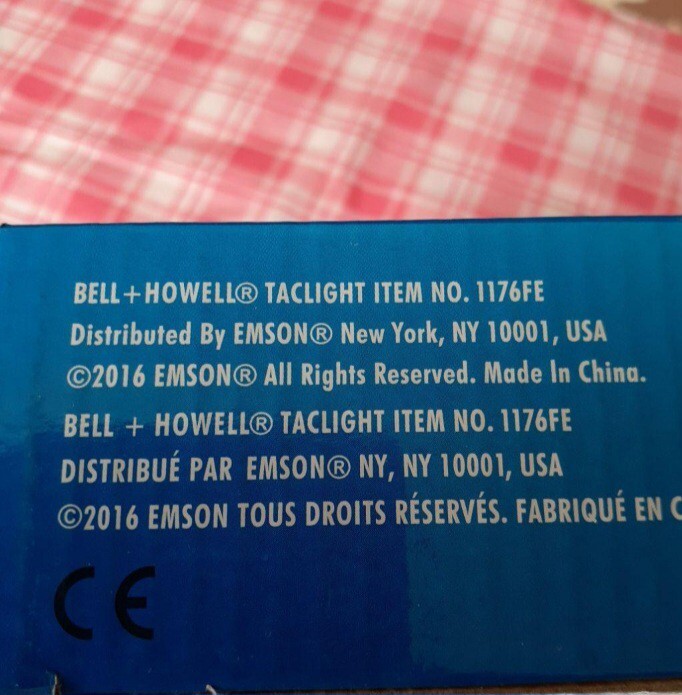 BELL+HOWELL® TACLIGHT ITEM NO. 1176FE
Distributed By EMSON® New York, NY 10001, USA
©2016 EMSON® All Rights Reserved. Made In China.
BELL + HOWELL® TACLIGHT ITEM NO. 1176FE
DISTRIBUÉ PAR EMSON® NY, NY 10001, USA
©2016 EMSON TOUS DROITS RÉSERVÉS. FABRIQUÉ EN
CE